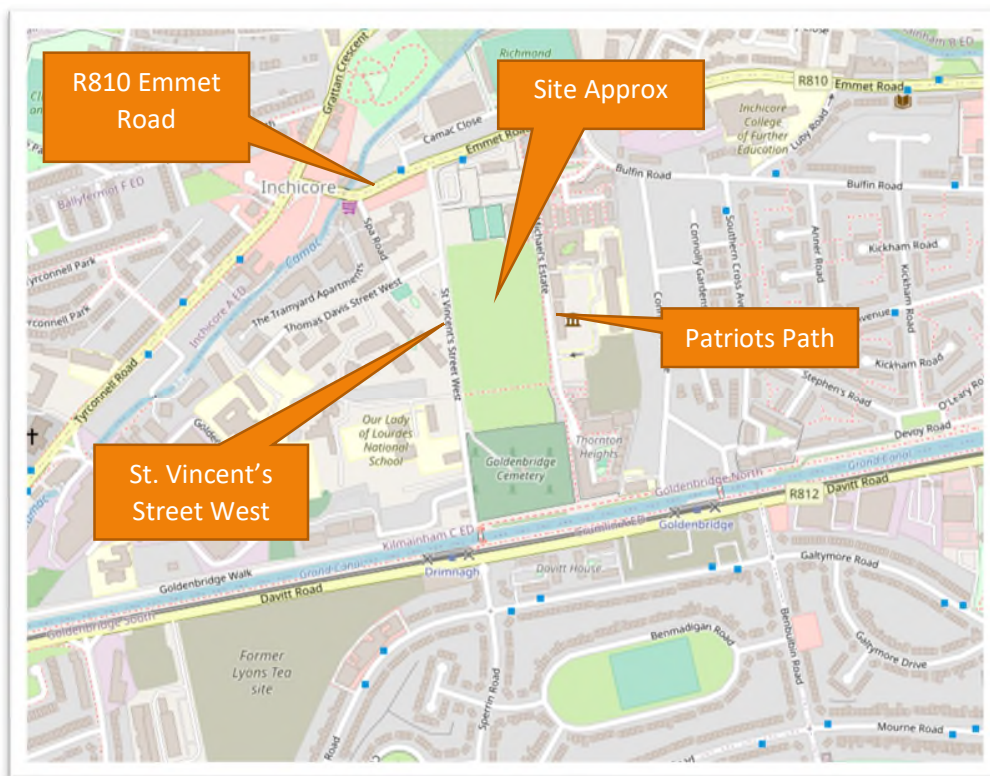 R810 Emmet
Road
Site Approx
Patriots Path
St. Vincent's
Street West
Grattan Crescent
Richmond
Camac Close
Emmet Road
R810
Emmet Road
Inchicore
College
of Further
Education
Luby Road
Bulfin Road
Bulfin Road
Inchicore
Ballyfermot F ED
Tyrconnell Park
Tyrconnell Park
Camac
Spa Road
Inchicore A ED
The Tramyard Apartments
Thomas Davis Street West
St Vincent's Street West
Michael's Estate
Connolly Gardens
Southern Cross Ave
Anner Road
Kickham Road
Kickham Road
Kickham Road
Stephen's Road
O'Leary Ro
Devoy Road
Tyrconnell Road
Our Lady
of Lourdes
National
School
Goldenbridge
Cemetery
Thornton
Heights
Goldenbridge North
Grand Canal
Davitt Road
R812
Kilmainham C ED
Goldenbridge
Drimnagh
Davitt House
Goldenbridge Walk
Grand Canal
Davitt Road
Goldenbridge South
Former
Lyons Tea
site
Sperrin Road
Benmadigan Road
Benbulbin Road
Galtymore Road
Galtymore Drive
Mourne Road
Road